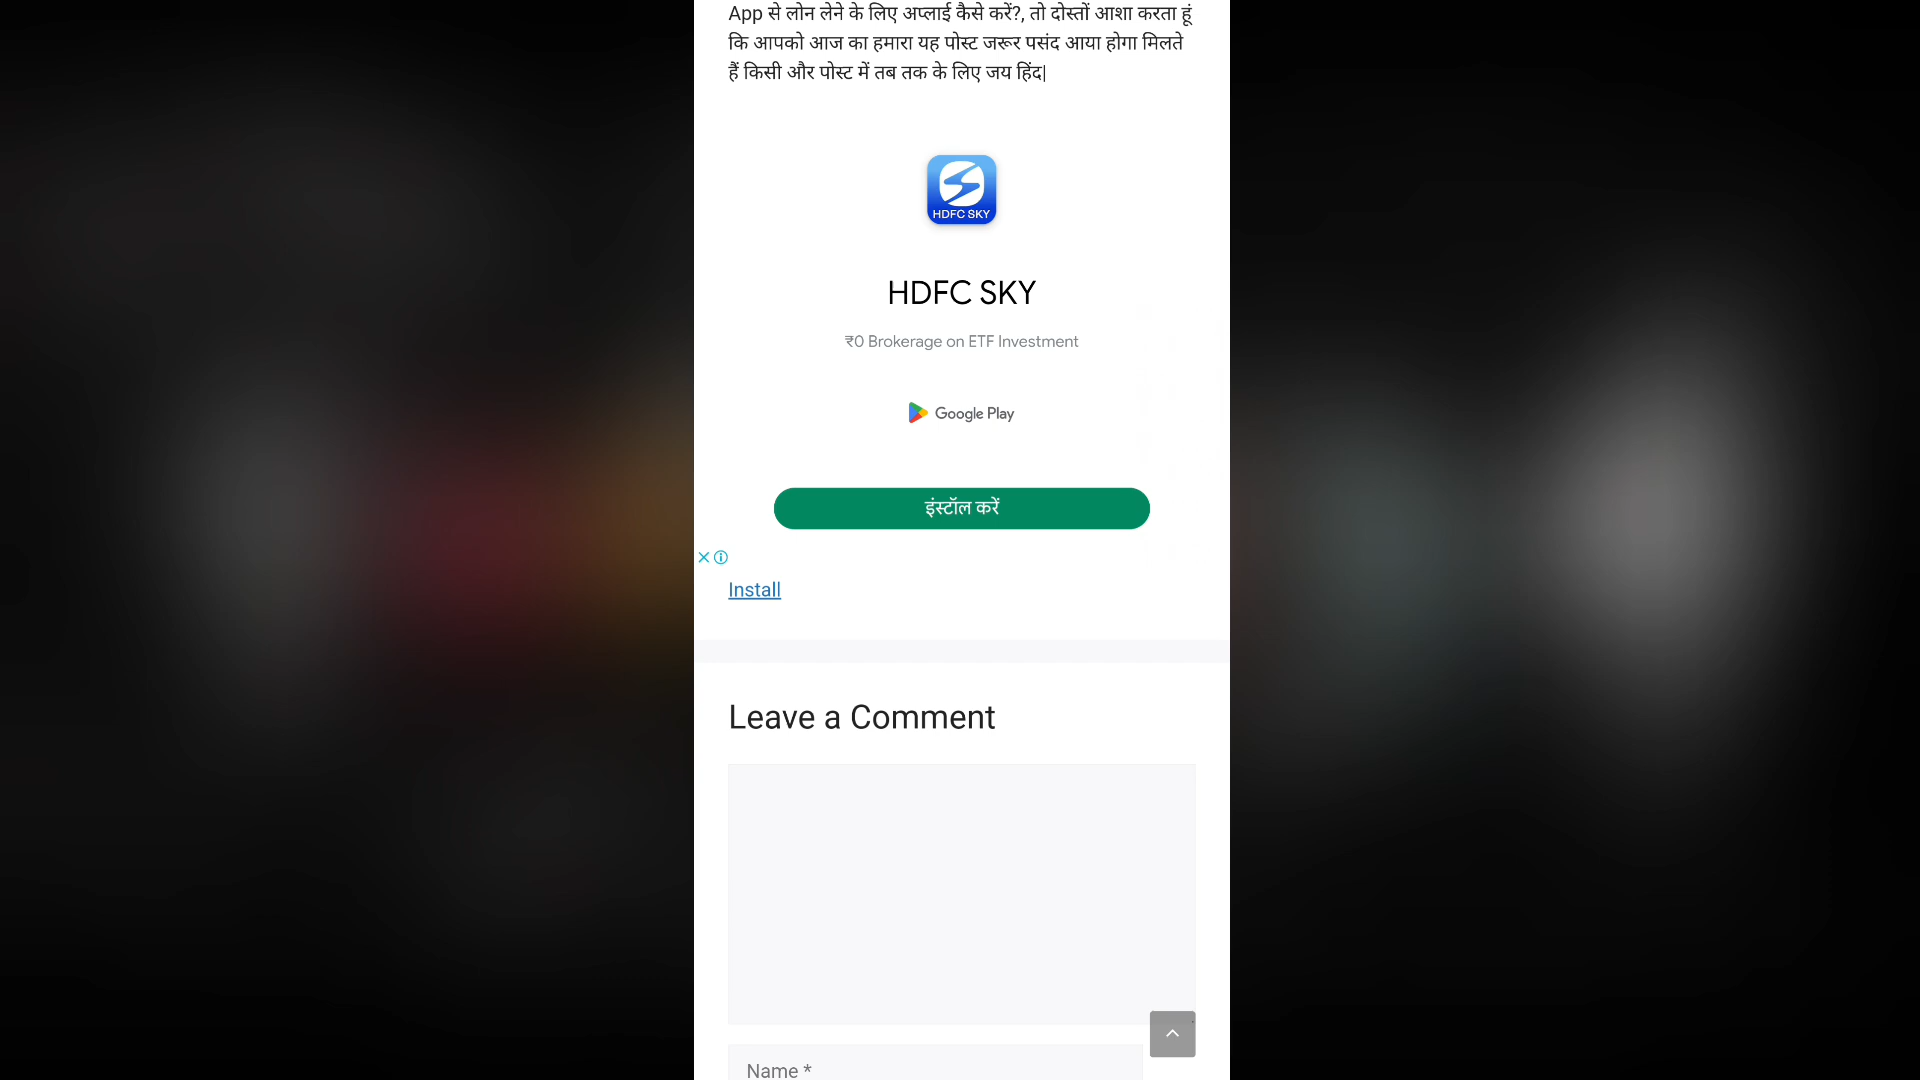 App से लोन लेने के लिए अप्लाई कैसे करें?, तो दोस्तों आशा करता हूं
कि आपको आज का हमारा यह पोस्ट जरूर पसंद आया होगा मिलते
हैं किसी और पोस्ट में तब तक के लिए जय हिंद|
HDFC SKY
HDFC SKY
₹0 Brokerage on ETF Investment
Google Play
इंस्टॉल करें
Install
Leave a Comment
Name *